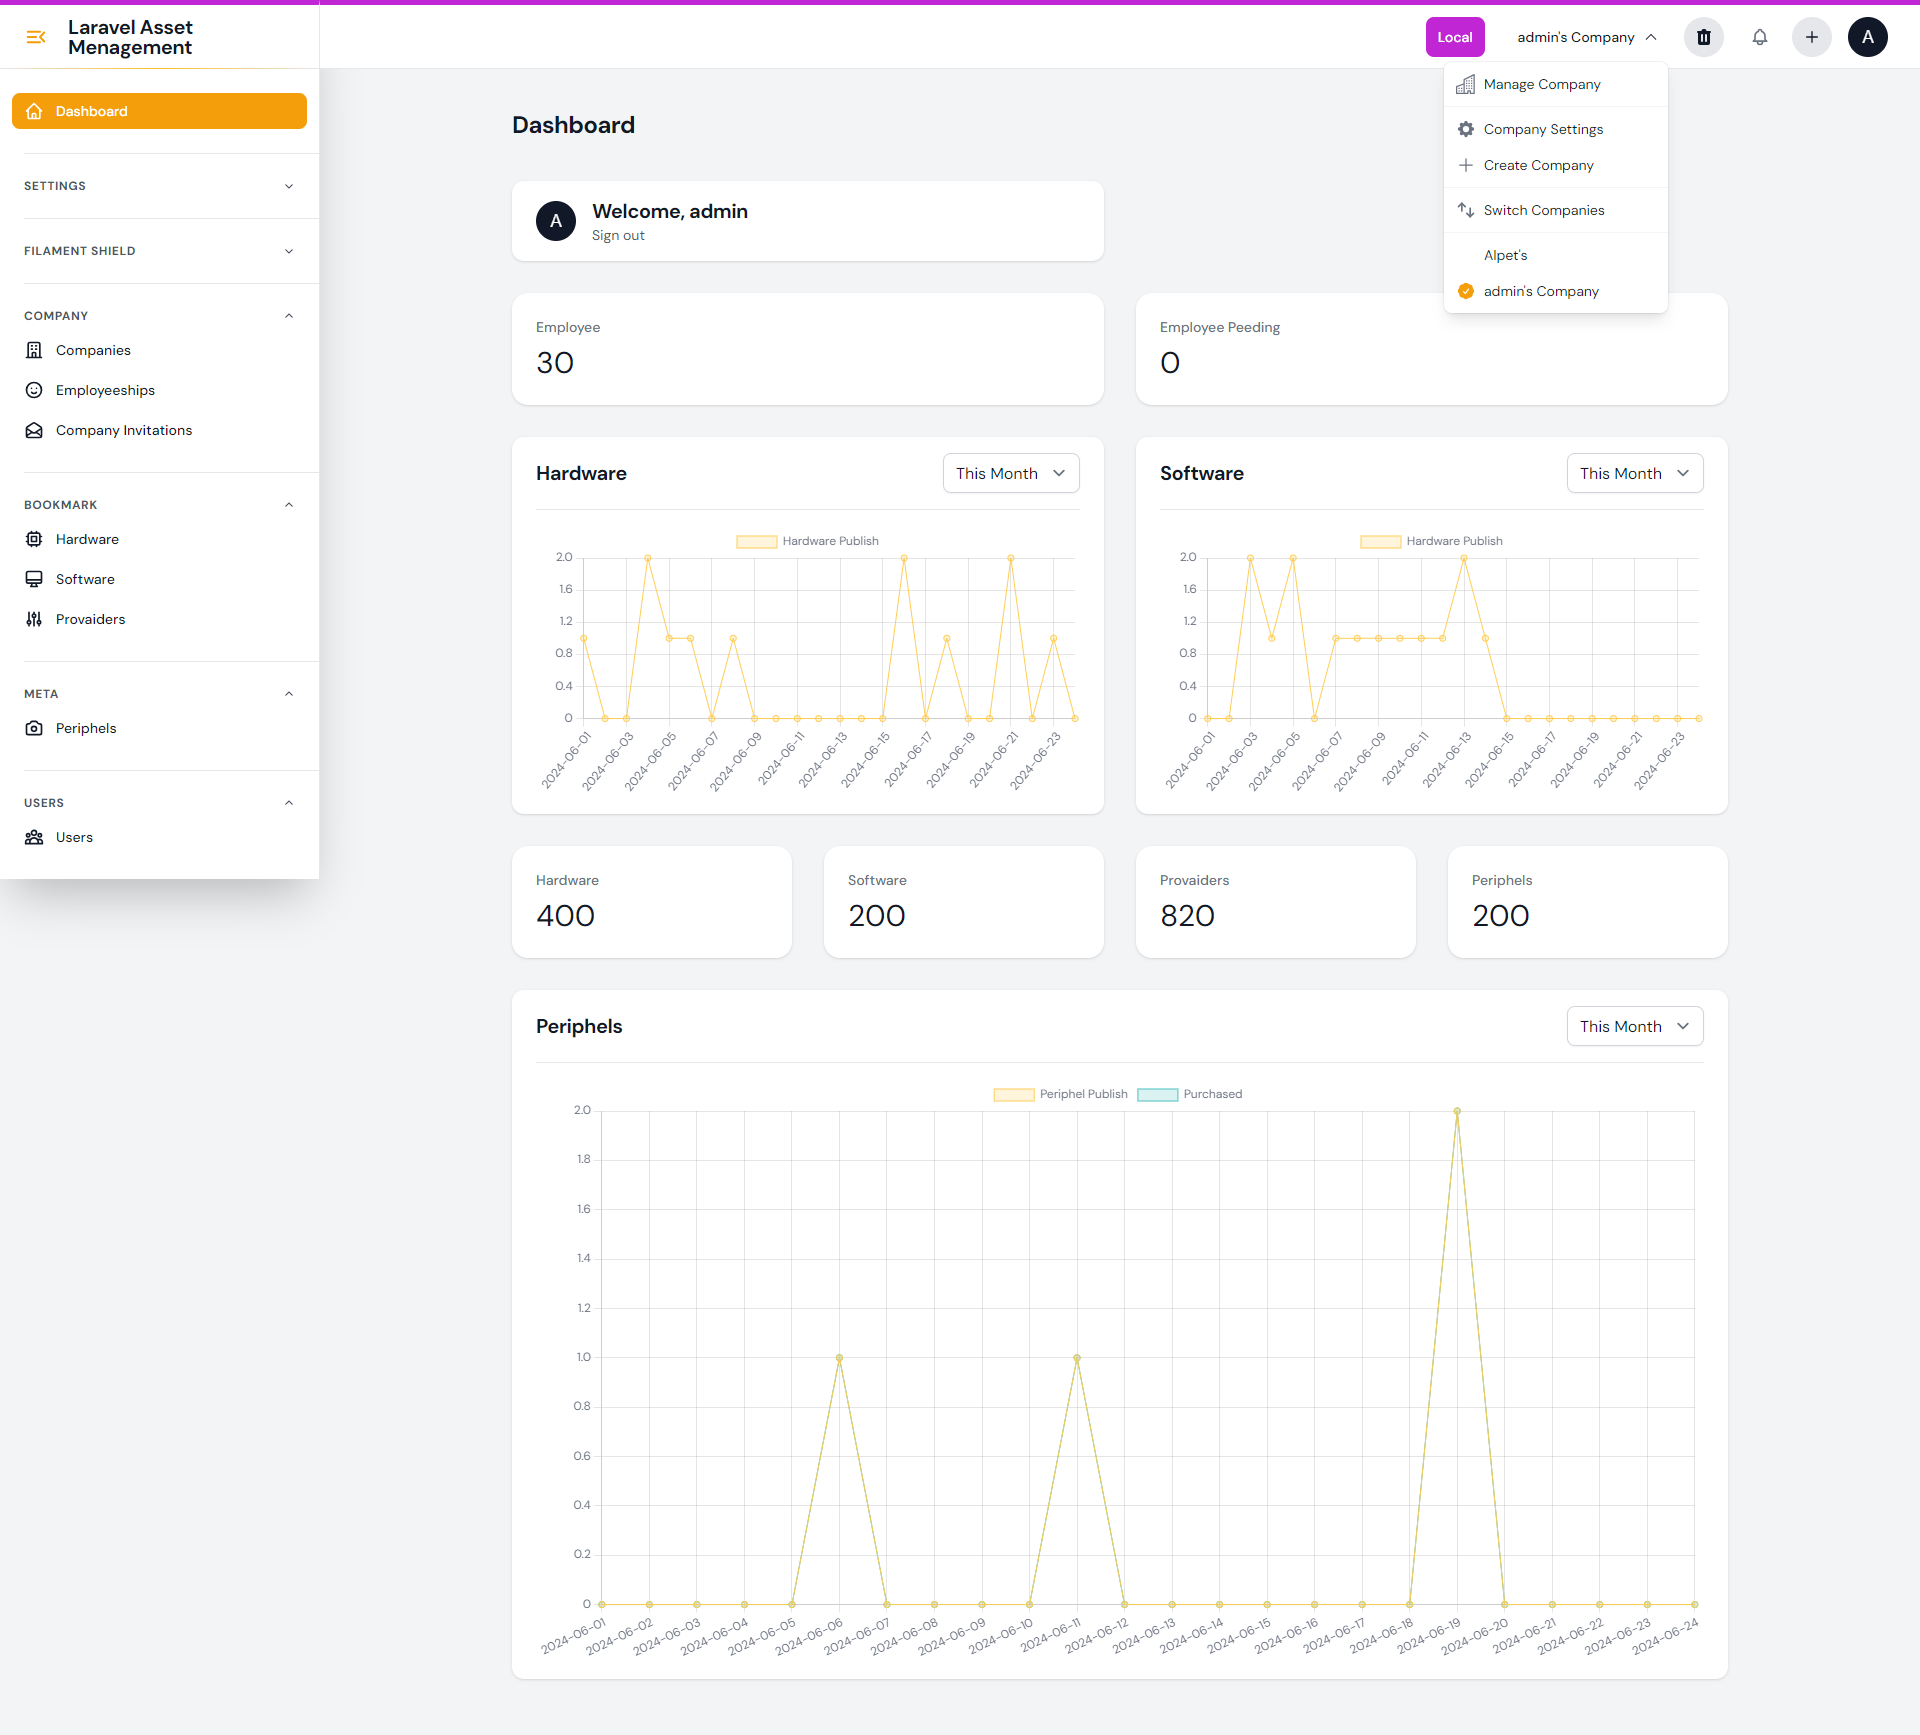 Laravel Asset
Menagement
Local
admin's Company
A
Manage Company
Company Settings
Create Company
Switch Companies
Alpet's
admin's Company
Dashboard
SETTINGS
FILAMENT SHIELD
COMPANY
Companies
Employeeships
Company Invitations
BOOKMARK
Hardware
Software
Provaiders
META
Periphels
USERS
Users
Dashboard
A
Welcome, admin
Sign out
Employee
30
Employee Peeding
0
Hardware
This Month
Hardware Publish
2.0
1.6
1.2
0.8
0.4
0
2024-06-01
2024-06-03
2024-06-05
2024-06-07
2024-06-09
2024-06-11
2024-06-13
2024-06-15
2024-06-17
2024-06-19
2024-06-21
2024-06-23
Software
This Month
Hardware Publish
2.0
1.6
1.2
0.8
0.4
0
2024-06-01
2024-06-03
2024-06-05
2024-06-07
2024-06-09
2024-06-11
2024-06-13
2024-06-15
2024-06-17
2024-06-19
2024-06-21
2024-06-23
Hardware
400
Software
200
Provaiders
820
Periphels
200
Periphels
This Month
Periphel Publish
Purchased
2.0
1.8
1.6
1.4
1.2
1.0
0.8
0.6
0.4
0.2
0
2024-06-01
2024-06-02
2024-06-03
2024-06-04
2024-06-05
2024-06-06
2024-06-07
2024-06-08
2024-06-09
2024-06-10
2024-06-11
2024-06-12
2024-06-13
2024-06-14
2024-06-15
2024-06-16
2024-06-17
2024-06-18
2024-06-19
2024-06-20
2024-06-21
2024-06-22
2024-06-23
2024-06-24